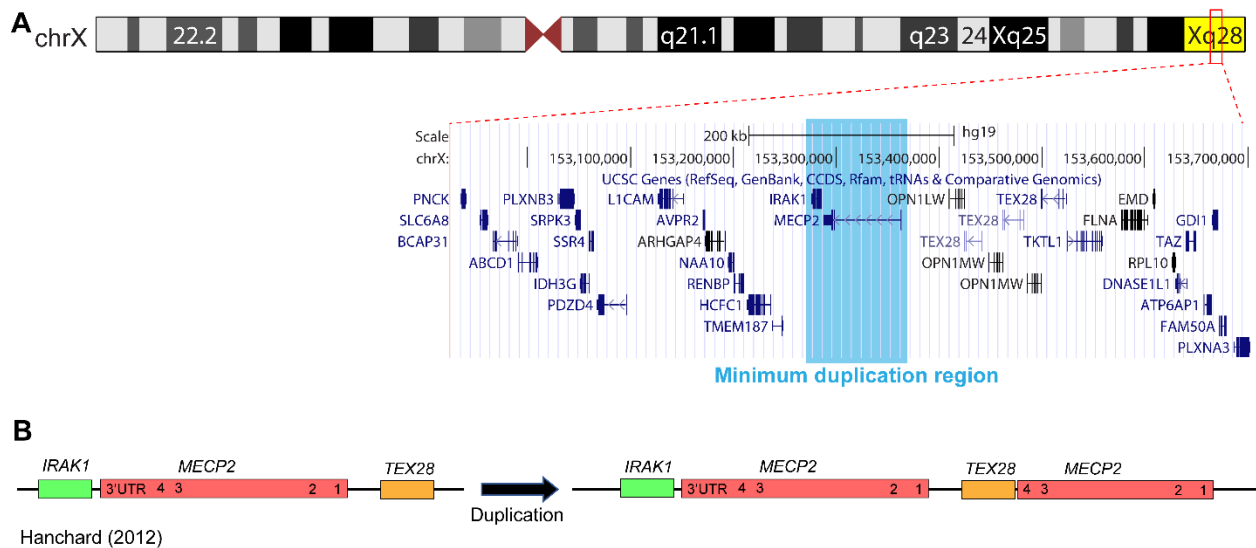 A
chrX 22.2 q21.1 q23 24 Xq25 Xq28
Scale 200 kb hg19
chrX: 153,100,000 153,200,000 153,300,000 153,400,000 153,500,000 153,600,000 153,700,000
UCSC Genes (RefSeq, GenBank, CCDS, Rfam, tRNAs & Comparative Genomics)
PNCK PLXNB3 L1CAM IRAK1 OPN1LW TEX28 EMD
SLC6A8 SRPK3 AVPR2 MECP2 TEX28 FLNA GDI1
BCAP31 SSR4 ARHGAP4 TEX28 TKTL1 TAZ
ABCD1 NAA10 OPN1MW RPL10
IDH3G RENBP OPN1MW DNASE1L1
PDZD4 HCFC1 ATP6AP1
TMEM187 FAM50A
PLXNA3
Minimum duplication region
B
IRAK1 MECP2 TEX28 IRAK1 MECP2 TEX28 MECP2
3'UTR 4 3 2 1 3'UTR 4 3 2 1 4 3 2 1
Duplication
Hanchard (2012)